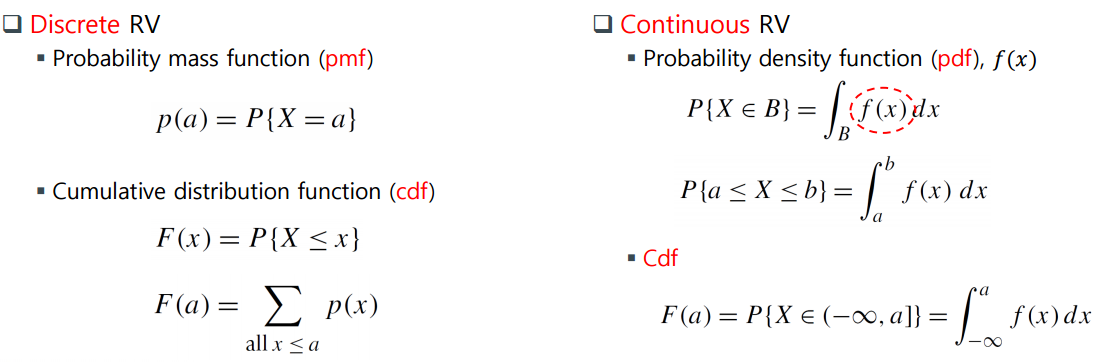 ❑ Discrete RV
▪ Probability mass function (pmf)
p(a) = P{X = a}
▪ Cumulative distribution function (cdf)
F(x) = P{X ≤ x}
F(a) = ∑_{all x ≤ a} p(x)
❑ Continuous RV
▪ Probability density function (pdf), f(x)
P{X ∈ B} = ∫_B f(x) dx
P{a ≤ X ≤ b} = ∫_a^b f(x) dx
▪ Cdf
F(a) = P{X ∈ (−∞, a]} = ∫_{−∞}^a f(x) dx